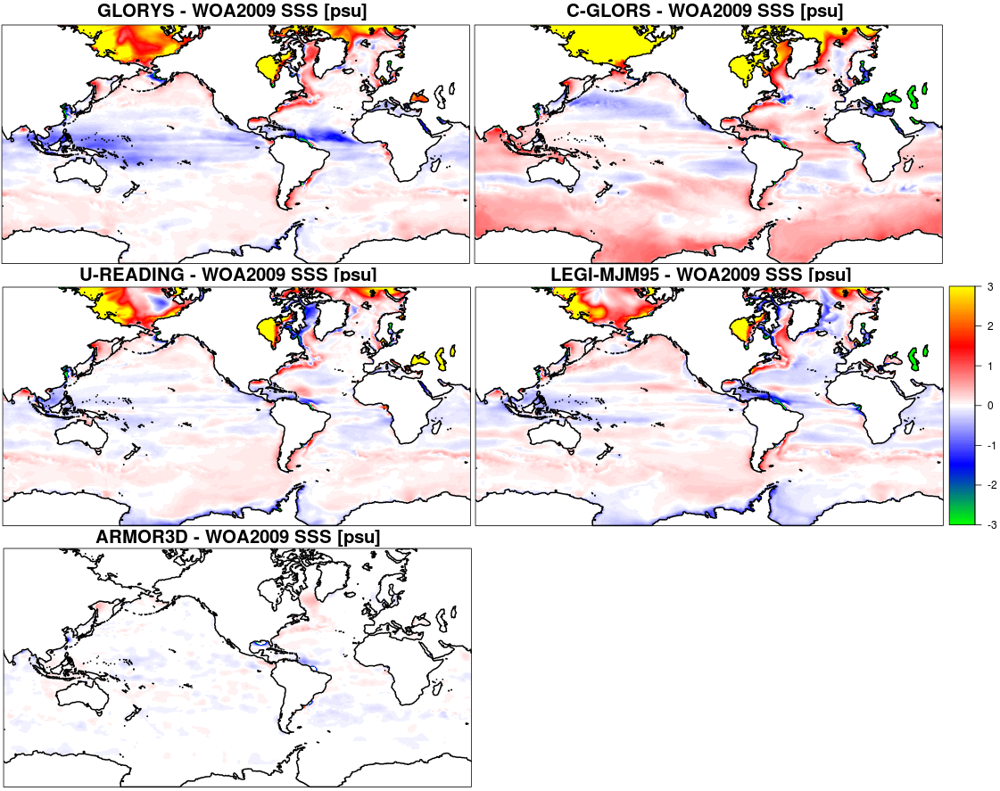 GLORYS - WOA2009 SSS [psu]
C-GLORS - WOA2009 SSS [psu]
U-READING - WOA2009 SSS [psu]
LEGI-MJM95 - WOA2009 SSS [psu]
3
2
1
0
-1
-2
-3
ARMOR3D - WOA2009 SSS [psu]